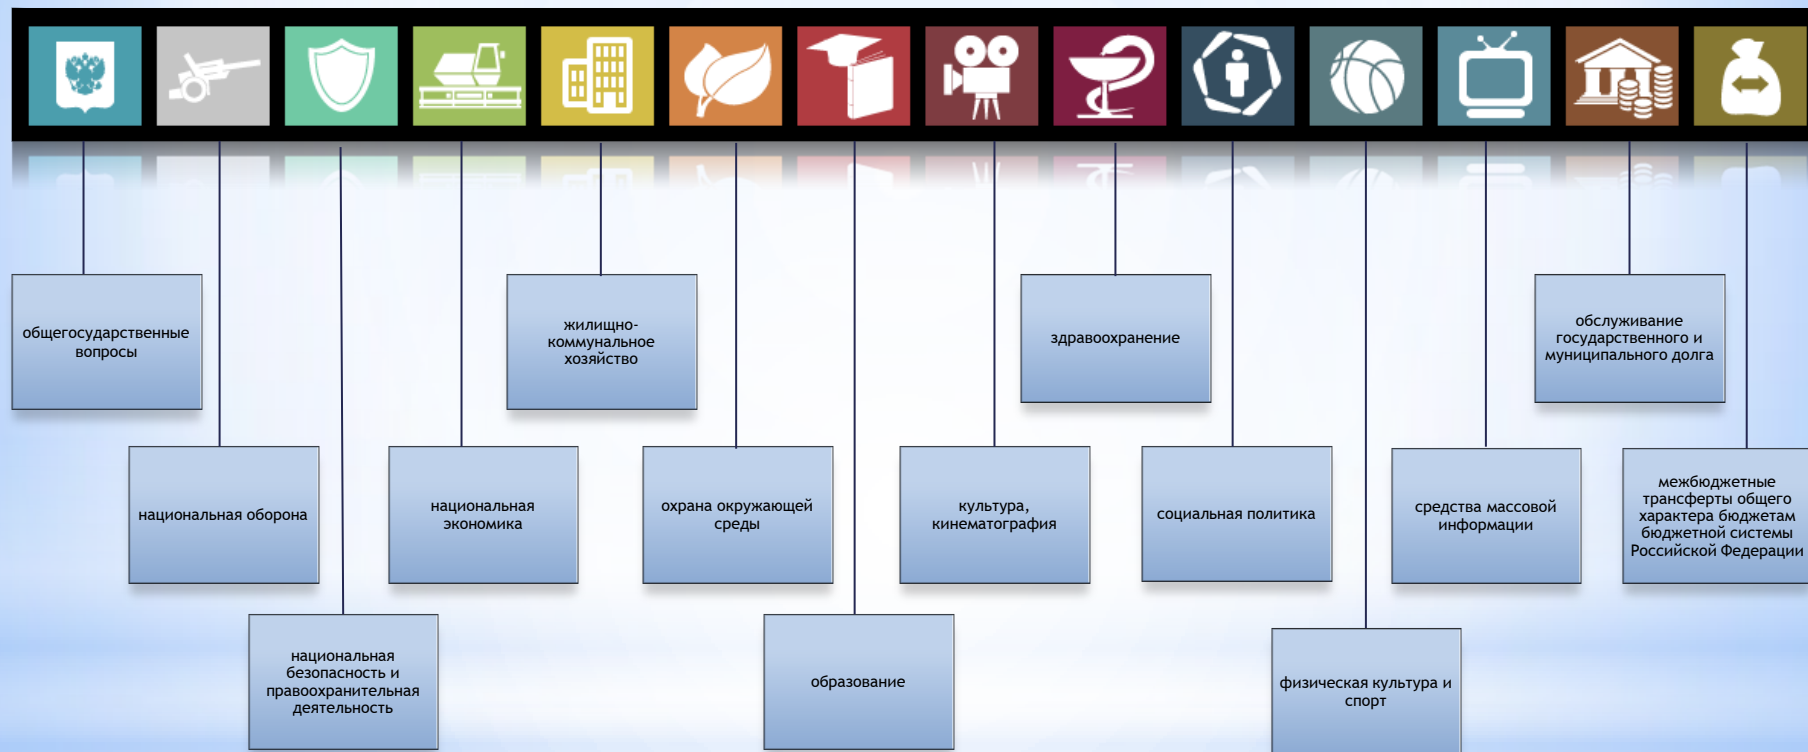 общегосударственные
вопросы
жилищно-
коммунальное
хозяйство
здравоохранение
обслуживание
государственного и
муниципального долга
национальная оборона
национальная
экономика
охрана окружающей
среды
культура,
кинематография
социальная политика
средства массовой
информации
межбюджетные
трансферты общего
характера бюджетам
бюджетной системы
Российской Федерации
национальная
безопасность и
правоохранительная
деятельность
образование
физическая культура и
спорт